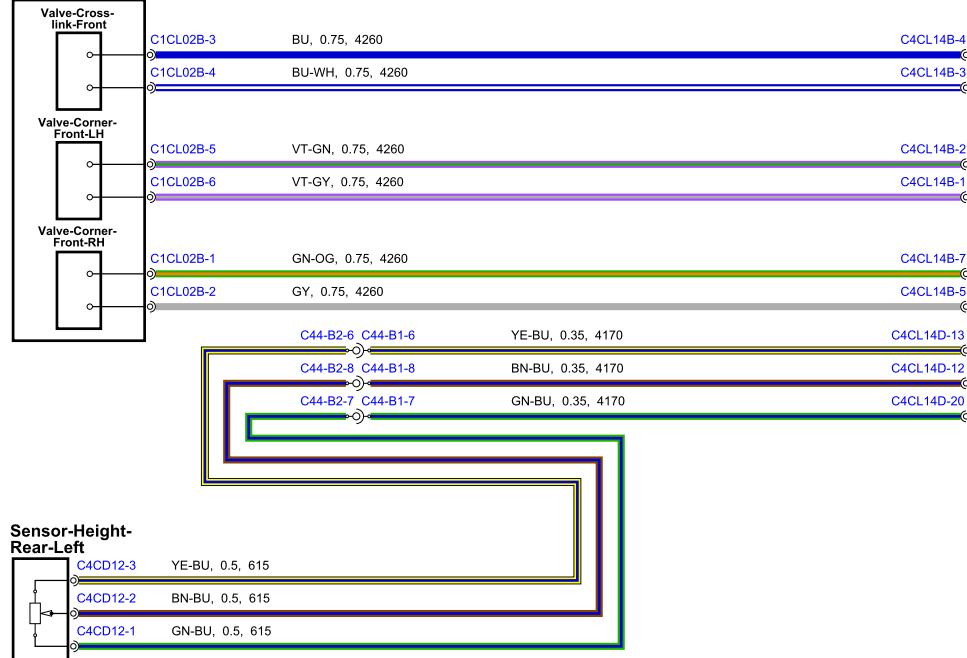 Valve-Cross-
link-Front
C1CL02B-3 BU, 0.75, 4260 C4CL14B-4
C1CL02B-4 BU-WH, 0.75, 4260 C4CL14B-3
Valve-Corner-
Front-LH
C1CL02B-5 VT-GN, 0.75, 4260 C4CL14B-2
C1CL02B-6 VT-GY, 0.75, 4260 C4CL14B-1
Valve-Corner-
Front-RH
C1CL02B-1 GN-OG, 0.75, 4260 C4CL14B-7
C1CL02B-2 GY, 0.75, 4260 C4CL14B-5
C44-B2-6 C44-B1-6 YE-BU, 0.35, 4170 C4CL14D-13
C44-B2-8 C44-B1-8 BN-BU, 0.35, 4170 C4CL14D-12
C44-B2-7 C44-B1-7 GN-BU, 0.35, 4170 C4CL14D-20
Sensor-Height-
Rear-Left
C4CD12-3 YE-BU, 0.5, 615
C4CD12-2 BN-BU, 0.5, 615
C4CD12-1 GN-BU, 0.5, 615